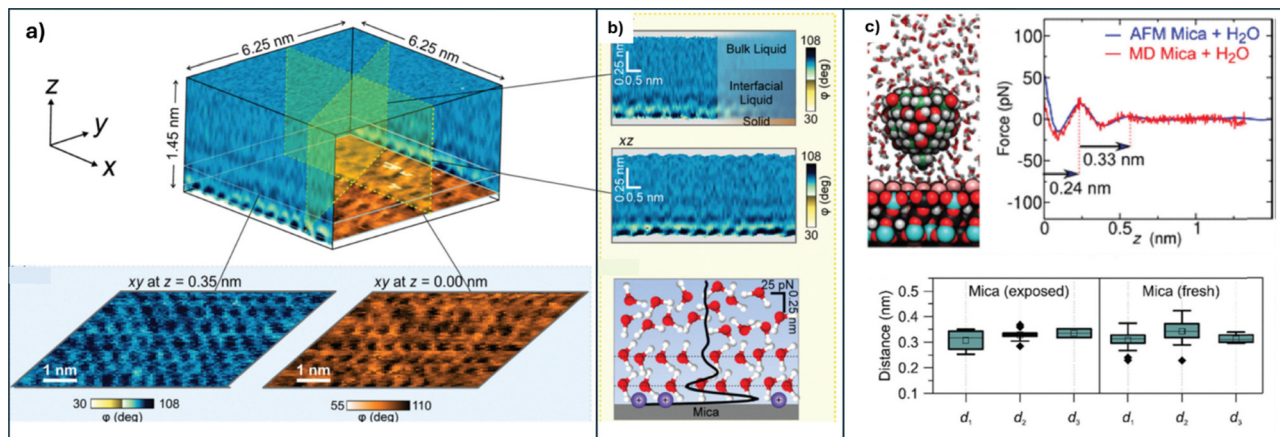 a)
6.25 nm
6.25 nm
z
y
x
1.45 nm
xy at z = 0.35 nm
xy at z = 0.00 nm
1 nm
1 nm
30
108
φ (deg)
55
110
φ (deg)
b)
0.25 nm
0.5 nm
Bulk Liquid
Interfacial
Liquid
Solid
108
φ (deg)
30
xz
0.25 nm
0.5 nm
108
φ (deg)
30
25 pN
0.25 nm
Mica
c)
100
50
0
-50
-100
Force (pN)
AFM Mica + H2O
MD Mica + H2O
0.33 nm
0.24 nm
0
0.5
1
z (nm)
0.5
0.4
0.3
0.2
0.1
Distance (nm)
Mica (exposed)
Mica (fresh)
d1
d2
d3
d1
d2
d3